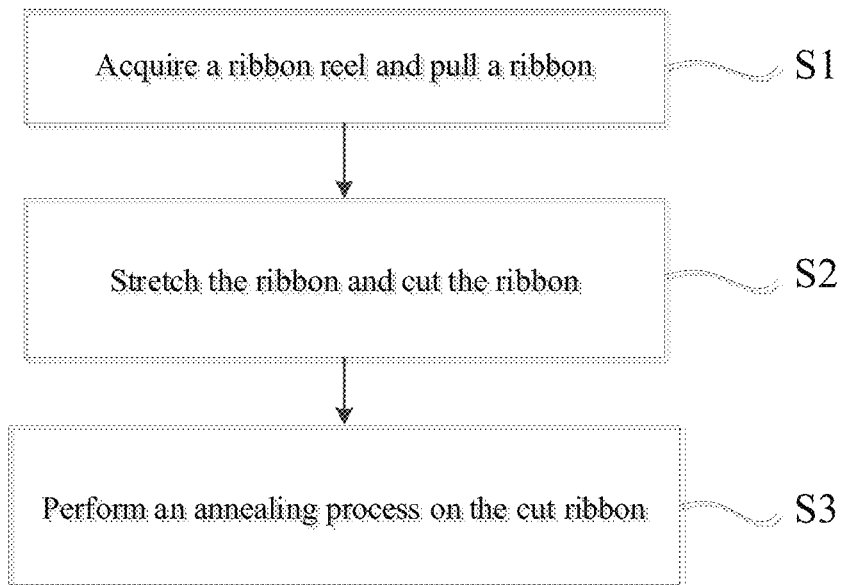 Acquire a ribbon reel and pull a ribbon
S1
Stretch the ribbon and cut the ribbon
S2
Perform an annealing process on the cut ribbon
S3